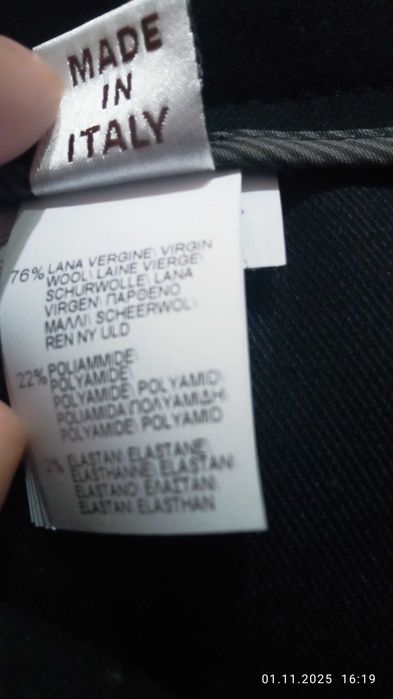 MADE
IN
ITALY
76% LANA VERGINE\ VIRGIN
WOOL\ LAINE VIERGE\
SCHURWOLLE\ LANA
VIRGEN\ ΠΑΡΘΕΝΟ
ΜΑΛΛΙ\ SCHEERWOL\
REN NY ULD
22% POLIAMMIDE\
POLYAMIDE\
POLYAMIDE\ POLYAMID\
POLIAMIDA\ ΠΟΛΥΑΜΙΔΗ\
POLYAMIDE\ POLYAMID
2% ELASTAN\ ELASTANE\
ELASTHANNE\ ELASTAN\
ELASTANO\ ΕΛΑΣΤΑΝ\
ELASTAN\ ELASTHAN
01.11.2025 16:19